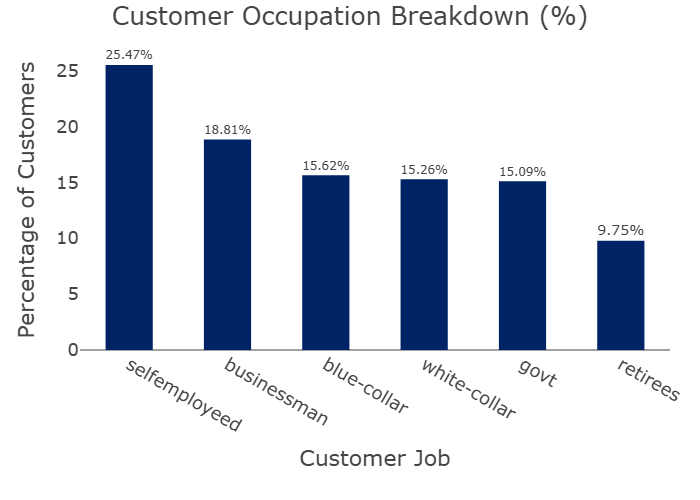 Customer Occupation Breakdown (%)
Percentage of Customers
25
20
15
10
5
0
25.47%
18.81%
15.62%
15.26%
15.09%
9.75%
selfemployeed
businessman
blue-collar
white-collar
govt
retirees
Customer Job